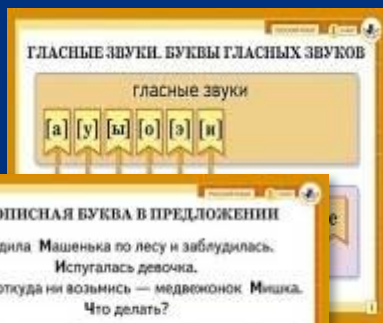 ГЛАСНЫЕ ЗВУКИ. БУКВЫ ГЛАСНЫХ ЗВУКОВ
гласные звуки
[а] [у] [ы] [о] [э] [и]
е
ОПИСНАЯ БУКВА В ПРЕДЛОЖЕНИИ
дила Машенька по лесу и заблудилась.
Испугалась девочка.
откуда ни возьмись — медвежонок Мишка.
Что делать?